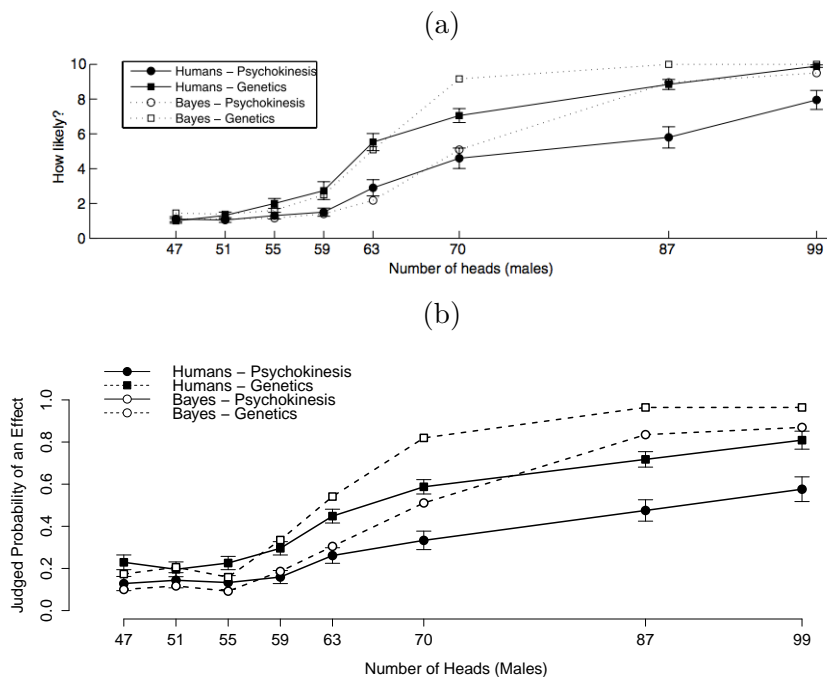 (a)
Humans – Psychokinesis
Humans – Genetics
Bayes – Psychokinesis
Bayes – Genetics
How likely?
10
8
6
4
2
0
47 51 55 59 63 70 87 99
Number of heads (males)
(b)
Humans – Psychokinesis
Humans – Genetics
Bayes – Psychokinesis
Bayes – Genetics
Judged Probability of an Effect
1.0
0.8
0.6
0.4
0.2
0.0
47 51 55 59 63 70 87 99
Number of Heads (Males)